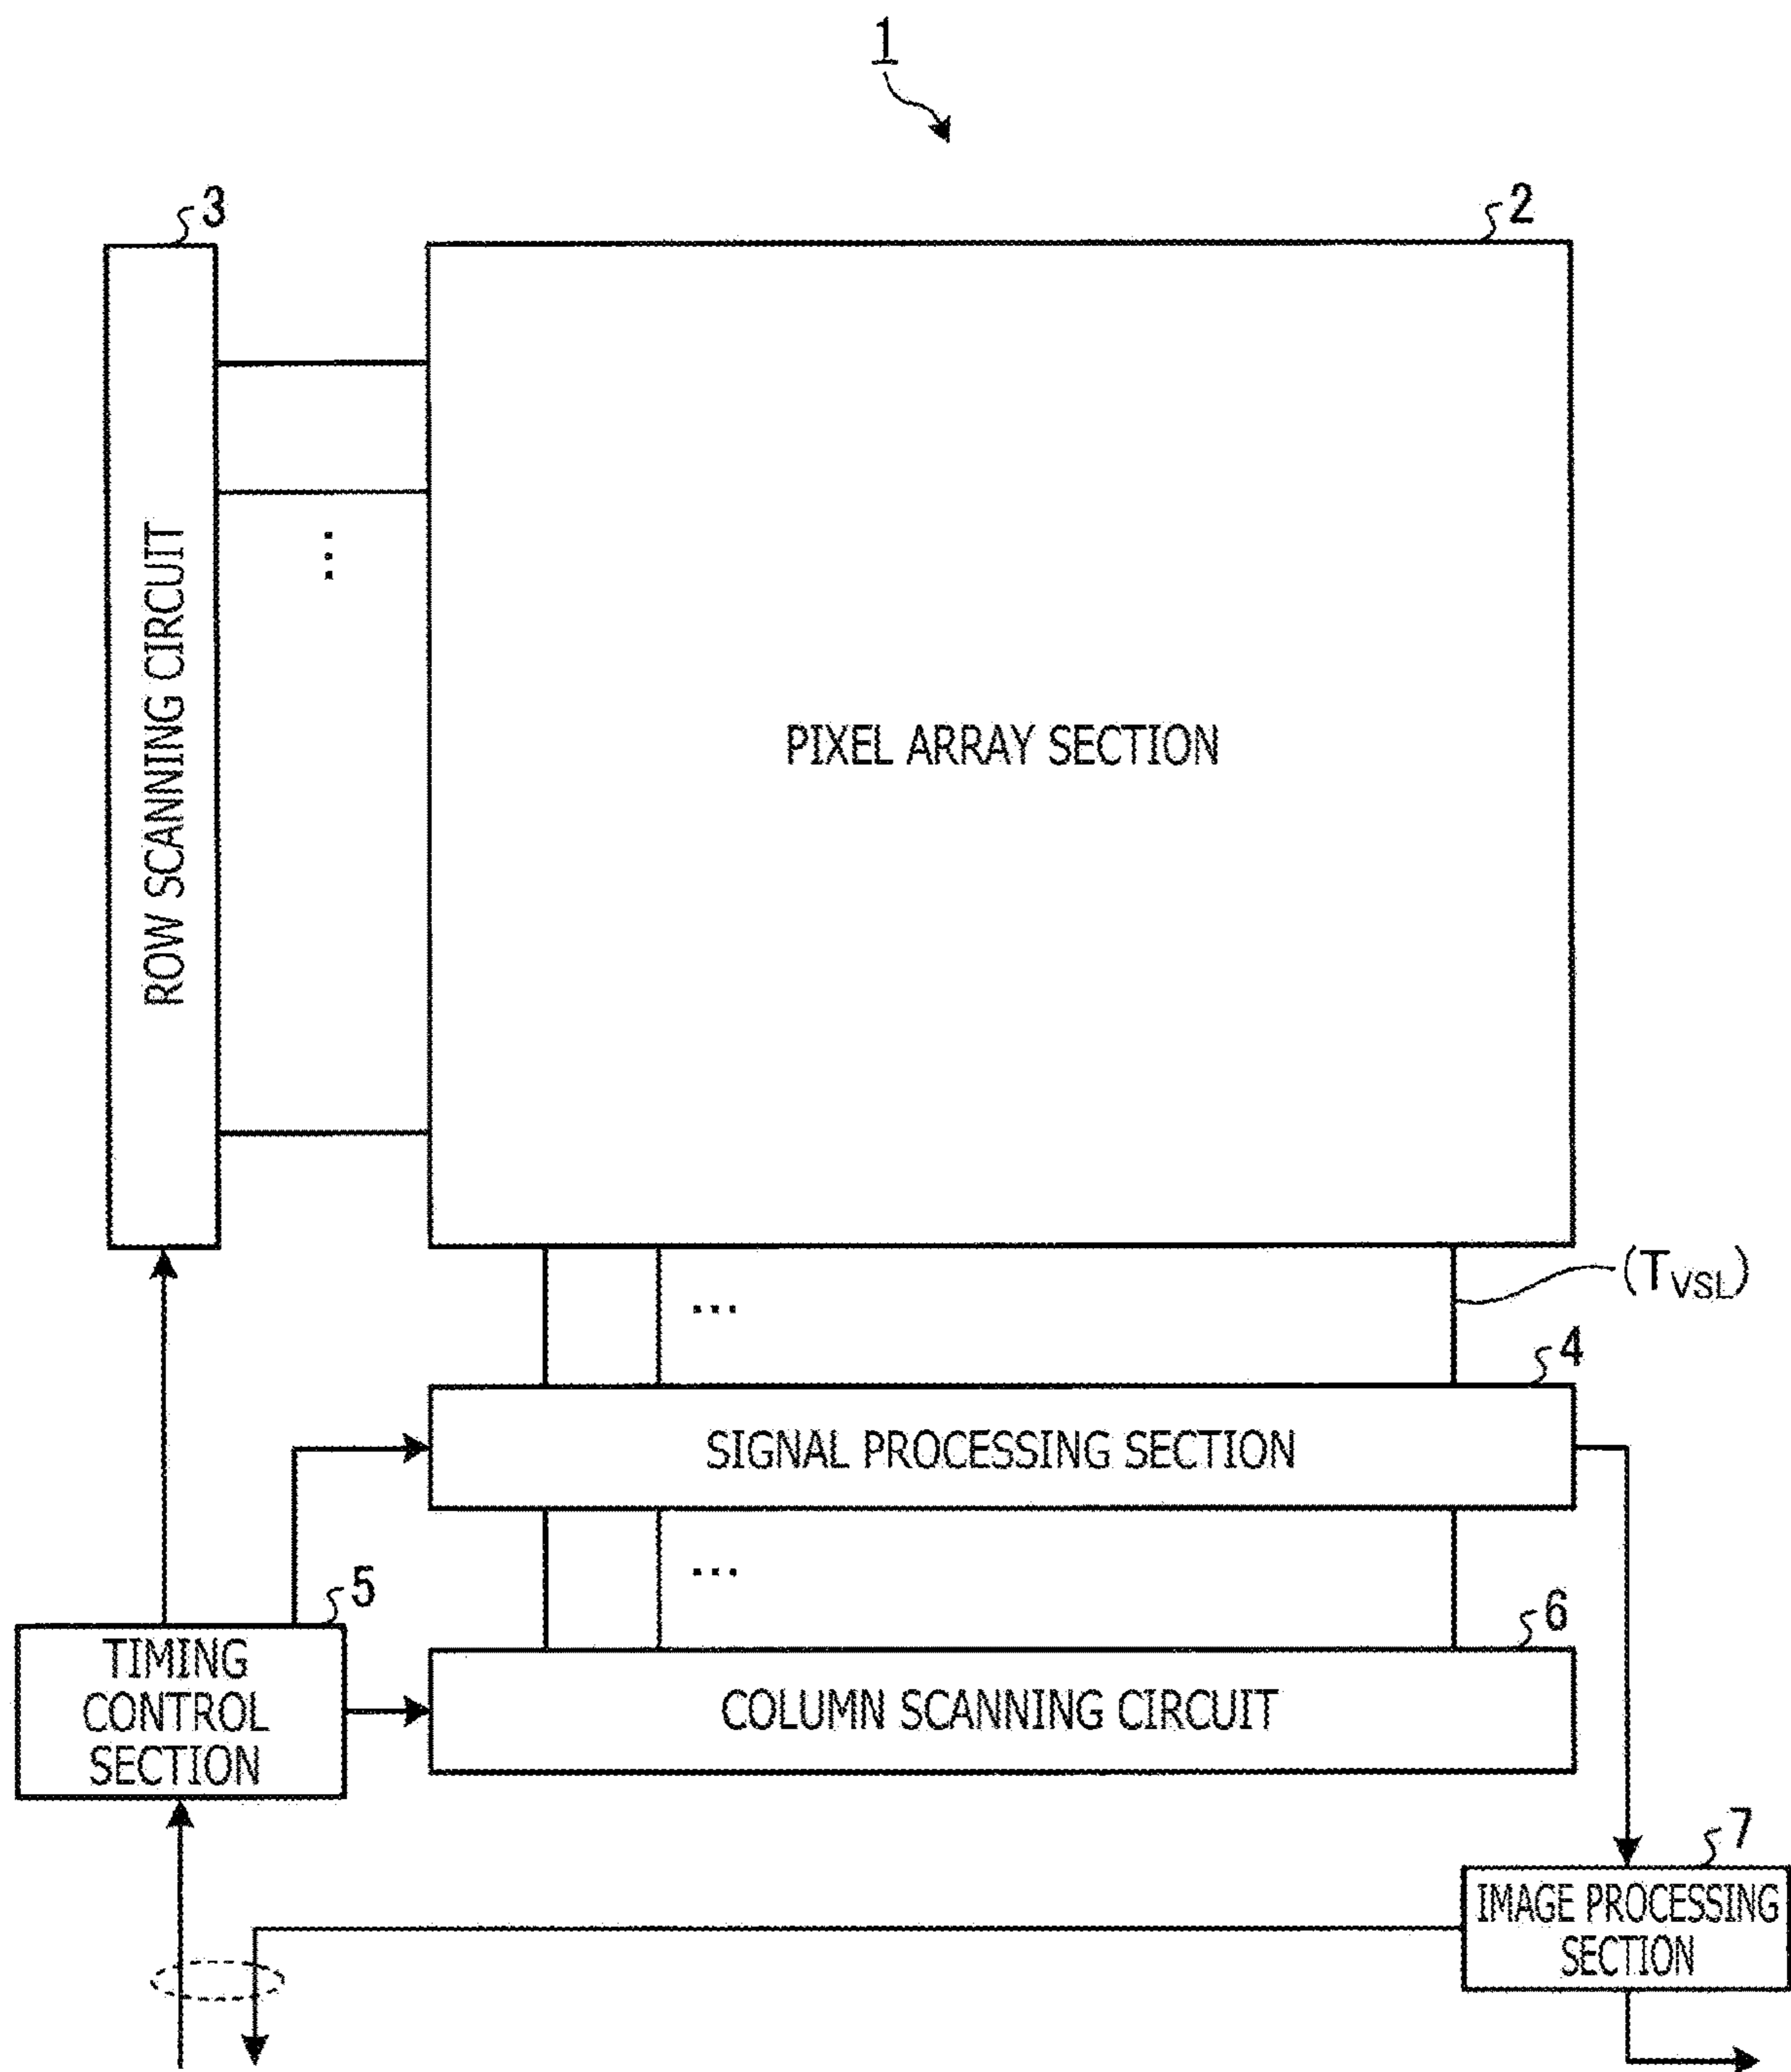 1
3
2
ROW SCANNING CIRCUIT
...
PIXEL ARRAY SECTION
...
(TVSL)
4
SIGNAL PROCESSING SECTION
...
5
TIMING
CONTROL
SECTION
6
COLUMN SCANNING CIRCUIT
7
IMAGE PROCESSING
SECTION